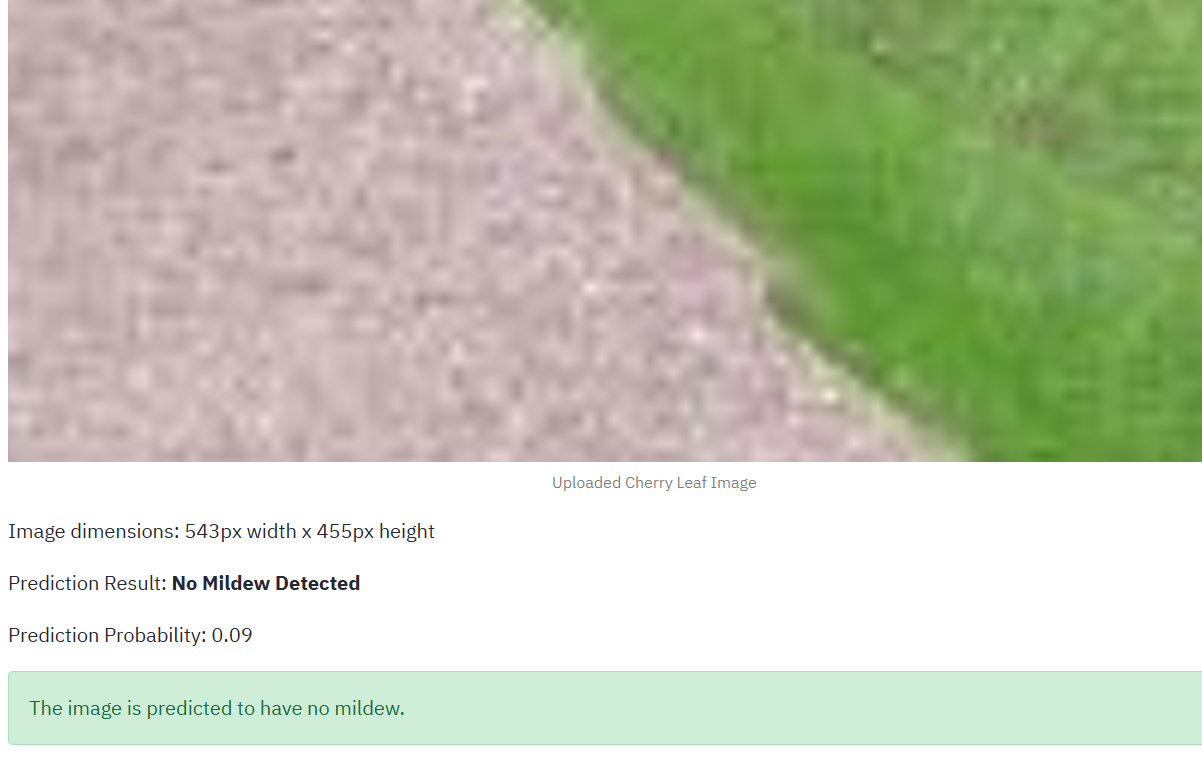 Uploaded Cherry Leaf Image
Image dimensions: 543px width x 455px height
Prediction Result: No Mildew Detected
Prediction Probability: 0.09
The image is predicted to have no mildew.